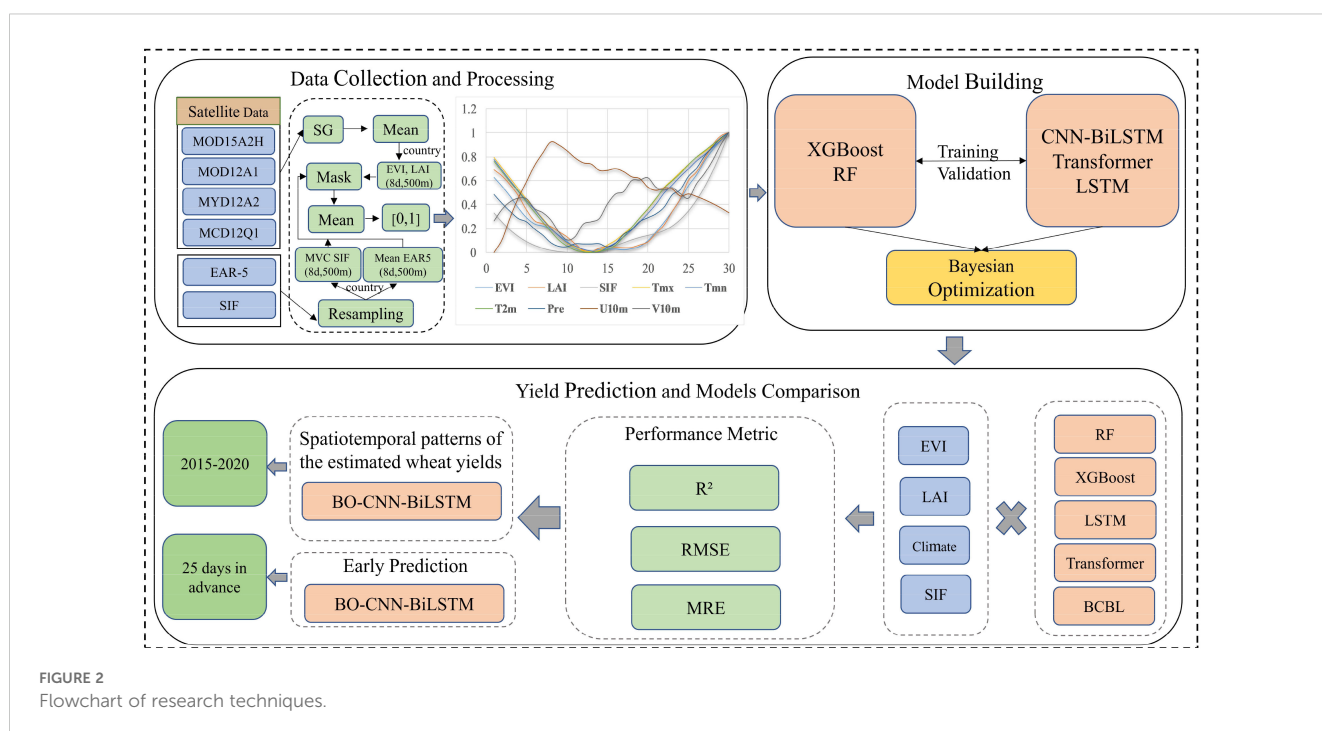 Data Collection and Processing
Satellite Data
MOD15A2H
MOD12A1
MYD12A2
MCD12Q1
EAR-5
SIF
SG
Mean
country
EVI, LAI
(8d,500m)
Mask
Mean
[0,1]
MVC SIF
(8d,500m)
Mean EAR5
(8d,500m)
country
Resampling
1.2
1
0.8
0.6
0.4
0.2
0
0 5 10 15 20 25 30
EVI LAI SIF Tmx Tmn
T2m Pre U10m V10m
Model Building
XGBoost
RF
Training
Validation
CNN-BiLSTM
Transformer
LSTM
Bayesian
Optimization
Yield Prediction and Models Comparison
2015-2020
25 days in
advance
Spatiotemporal patterns of
the estimated wheat yields
BO-CNN-BiLSTM
Early Prediction
BO-CNN-BiLSTM
Performance Metric
R²
RMSE
MRE
EVI
LAI
Climate
SIF
RF
XGBoost
LSTM
Transformer
BCBL
FIGURE 2
Flowchart of research techniques.